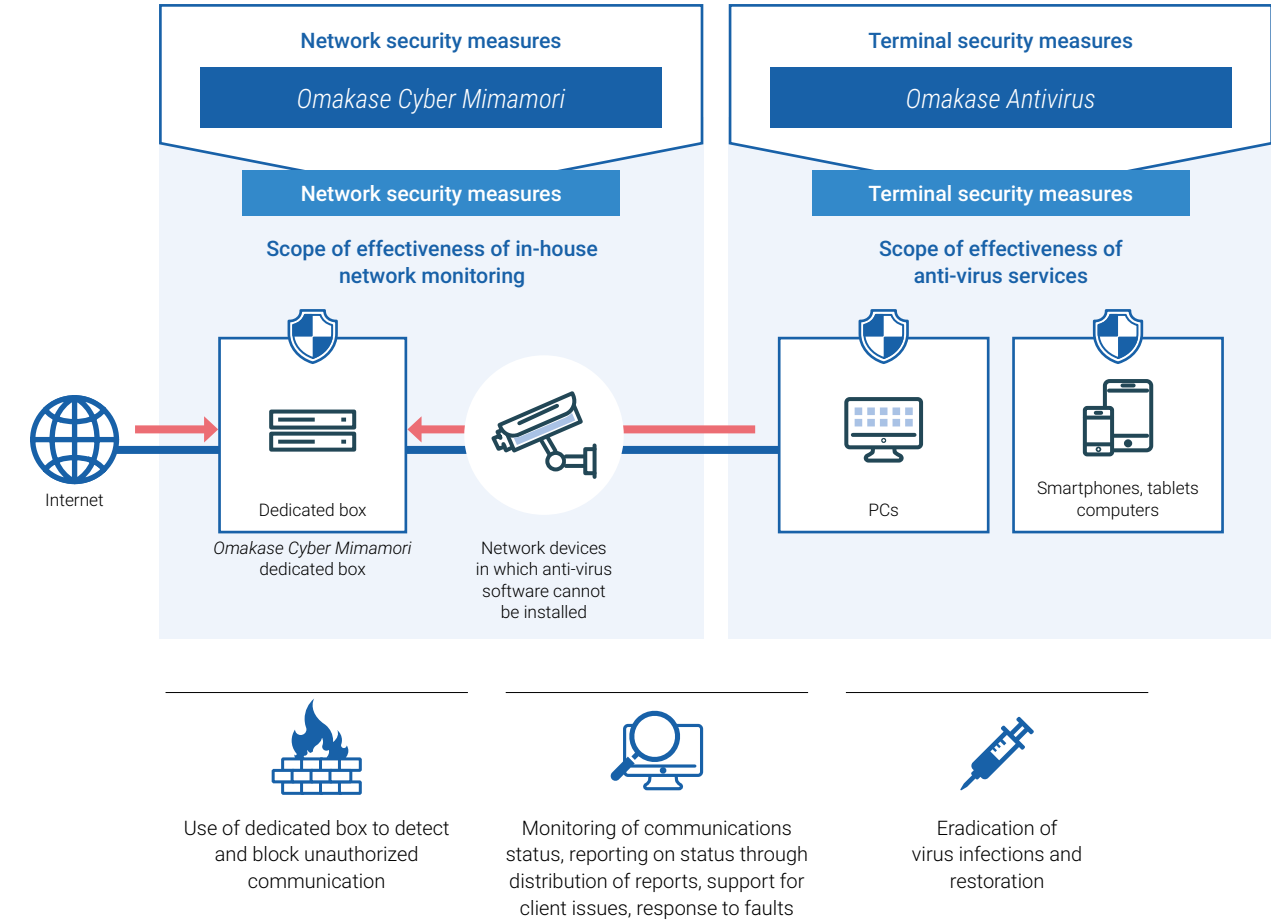 Network security measures
Omakase Cyber Mimamori
Network security measures
Scope of effectiveness of in-house
network monitoring
Terminal security measures
Omakase Antivirus
Terminal security measures
Scope of effectiveness of
anti-virus services
Internet
Dedicated box
Omakase Cyber Mimamori
dedicated box
Network devices
in which anti-virus
software cannot
be installed
PCs
Smartphones, tablets
computers
Use of dedicated box to detect
and block unauthorized
communication
Monitoring of communications
status, reporting on status through
distribution of reports, support for
client issues, response to faults
Eradication of
virus infections and
restoration